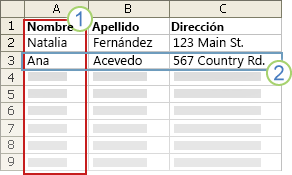 A B C
1 Nombre Apellido Dirección
2 Natalia Fernández 123 Main St.
3 Ana Acevedo 567 Country Rd.
4
5
6
7
8
9
1
2